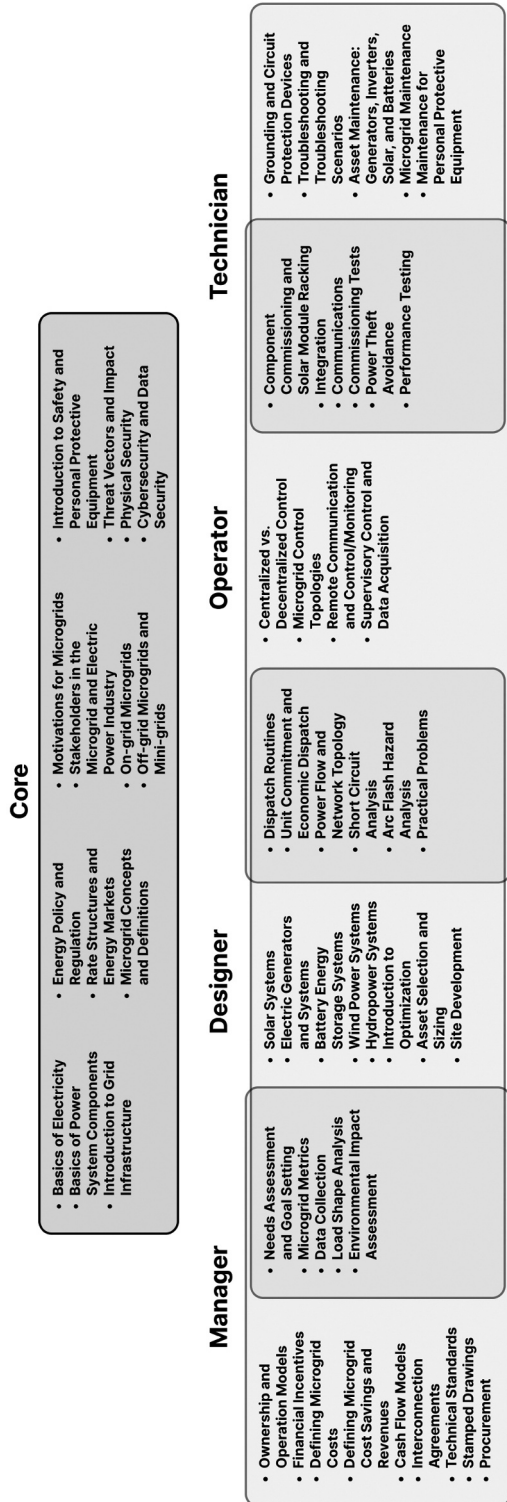 Core
• Basics of Electricity
• Basics of Power
System Components
• Introduction to Grid
Infrastructure
• Energy Policy and
Regulation
• Rate Structures and
Energy Markets
• Microgrid Concepts
and Definitions
• Motivations for Microgrids
• Stakeholders in the
Microgrid and Electric
Power Industry
• On-grid Microgrids
• Off-grid Microgrids and
Mini-grids
• Introduction to Safety and
Personal Protective
Equipment
• Threat Vectors and Impact
• Physical Security
• Cybersecurity and Data
Security
Manager
Designer
Operator
Technician
• Ownership and
Operation Models
• Financial Incentives
• Defining Microgrid
Costs
• Defining Microgrid
Cost Savings and
Revenues
• Cash Flow Models
• Interconnection
Agreements
• Technical Standards
• Stamped Drawings
• Procurement
• Needs Assessment
and Goal Setting
• Microgrid Metrics
• Data Collection
• Load Shape Analysis
• Environmental Impact
Assessment
• Solar Systems
• Electric Generators
and Systems
• Battery Energy
Storage Systems
• Wind Power Systems
• Hydropower Systems
• Introduction to
Optimization
• Asset Selection and
Sizing
• Site Development
• Dispatch Routines
• Unit Commitment and
Economic Dispatch
• Power Flow and
Network Topology
• Short Circuit
Analysis
• Arc Flash Hazard
Analysis
• Practical Problems
• Centralized vs.
Decentralized Control
• Microgrid Control
Topologies
• Remote Communication
and Control/Monitoring
• Supervisory Control and
Data Acquisition
• Component
Commissioning and
Solar Module Racking
• Integration
• Communications
• Commissioning Tests
• Power Theft
Avoidance
• Performance Testing
• Grounding and Circuit
Protection Devices
• Troubleshooting and
Troubleshooting
Scenarios
• Asset Maintenance:
Generators, Inverters,
Solar, and Batteries
• Microgrid Maintenance
• Maintenance for
Personal Protective
Equipment